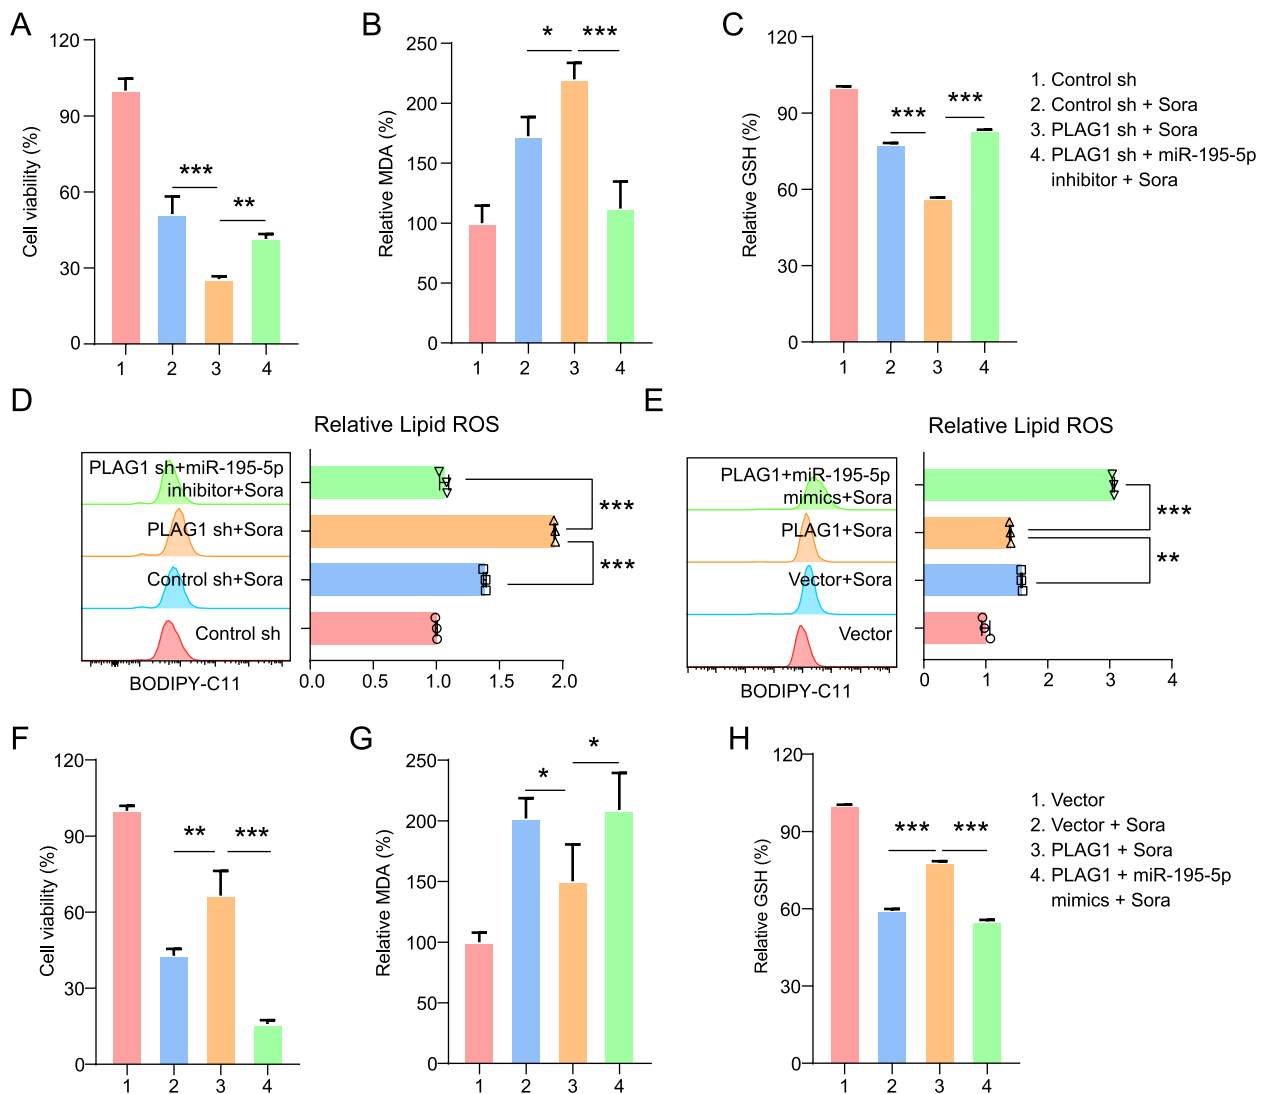 A
Cell viability (%)
120
90
60
30
0
***
**
1 2 3 4
B
Relative MDA (%)
250
200
150
100
50
0
* ***
1 2 3 4
C
Relative GSH (%)
120
90
60
30
0
***
***
1 2 3 4
1. Control sh
2. Control sh + Sora
3. PLAG1 sh + Sora
4. PLAG1 sh + miR-195-5p
inhibitor + Sora
D
Relative Lipid ROS
PLAG1 sh+miR-195-5p
inhibitor+Sora
PLAG1 sh+Sora
Control sh+Sora
Control sh
BODIPY-C11
***
***
0.0 0.5 1.0 1.5 2.0
E
Relative Lipid ROS
PLAG1+miR-195-5p
mimics+Sora
PLAG1+Sora
Vector+Sora
Vector
BODIPY-C11
***
**
0 1 2 3 4
F
Cell viability (%)
120
90
60
30
0
** ***
1 2 3 4
G
Relative MDA (%)
250
200
150
100
50
0
*
*
1 2 3 4
H
Relative GSH (%)
120
90
60
30
0
*** ***
1 2 3 4
1. Vector
2. Vector + Sora
3. PLAG1 + Sora
4. PLAG1 + miR-195-5p
mimics + Sora